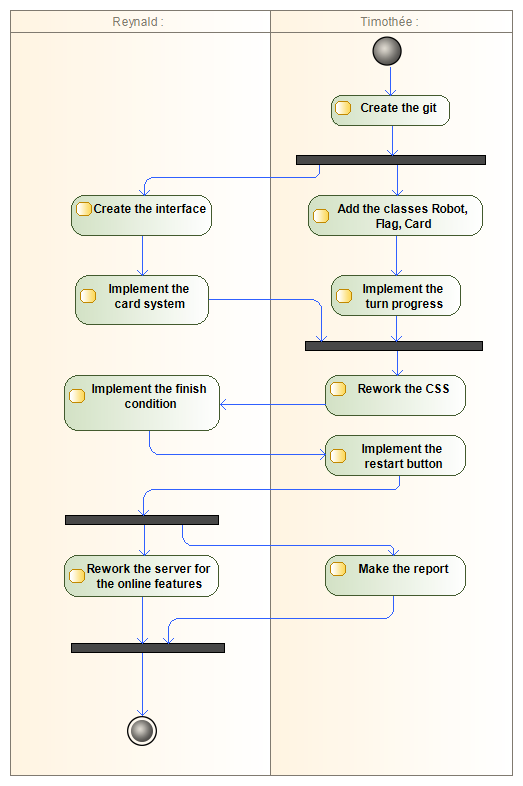 Reynald :
Timothée :
Create the git
Create the interface
Add the classes Robot,
Flag, Card
Implement the
card system
Implement the
turn progress
Implement the finish
condition
Rework the CSS
Implement the
restart button
Rework the server for
the online features
Make the report